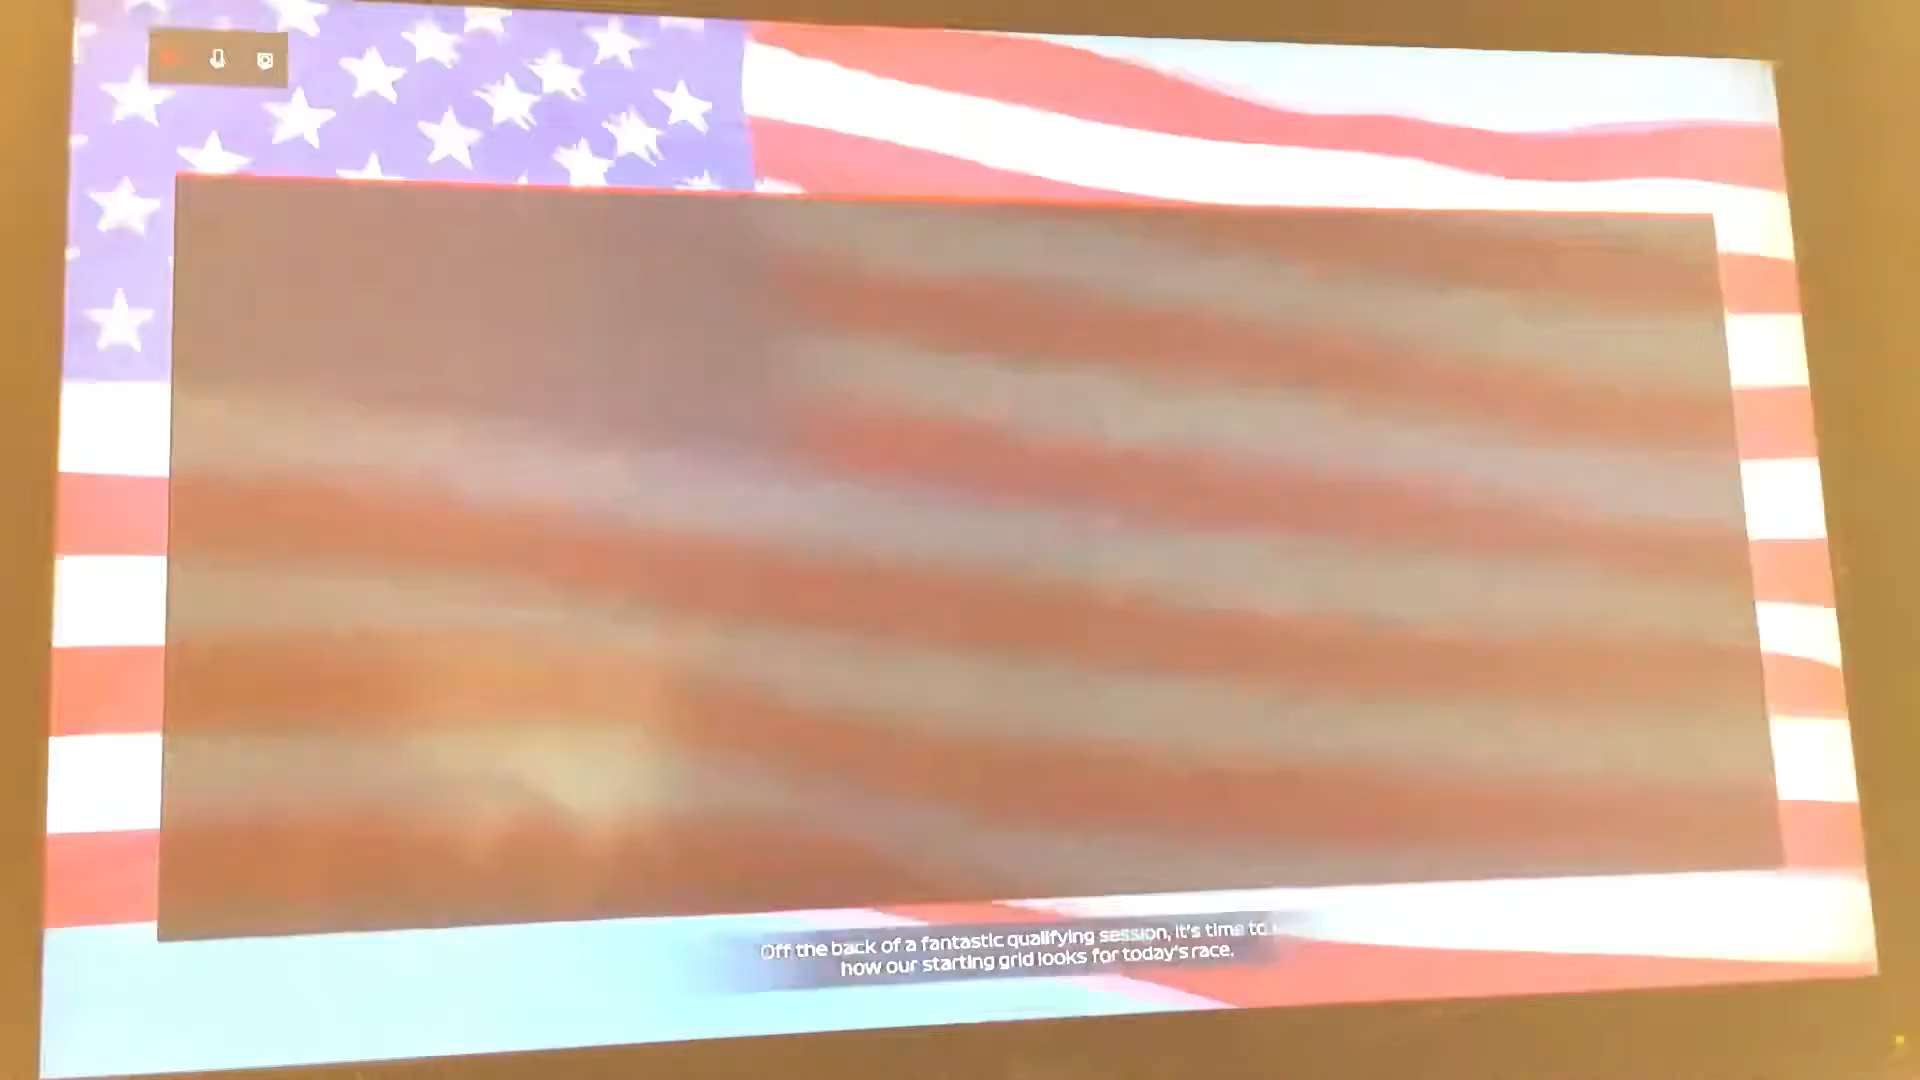 Off the back of a fantastic qualifying session, it's time to
how our starting grid looks for today's race.